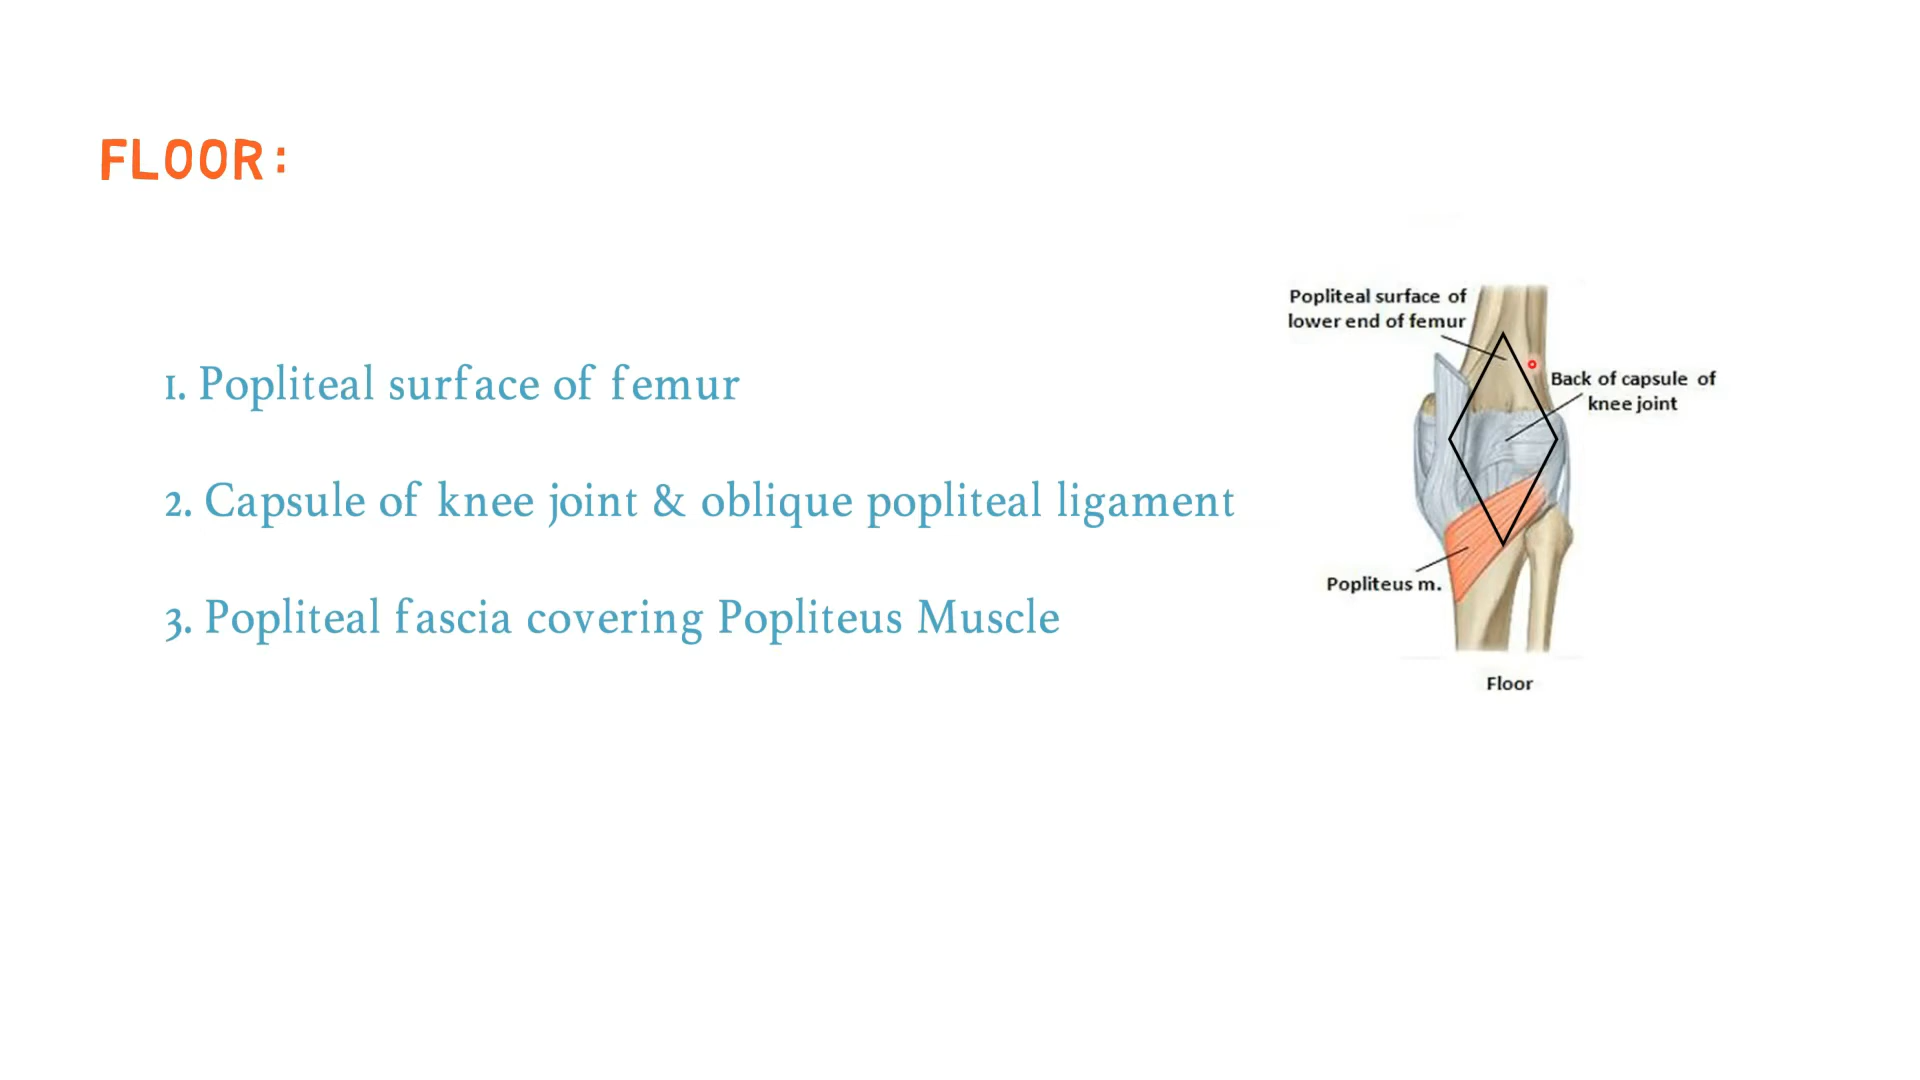 FLOOR:
1. Popliteal surface of femur
2. Capsule of knee joint & oblique popliteal ligament
3. Popliteal fascia covering Popliteus Muscle
Popliteal surface of
lower end of femur
Back of capsule of
knee joint
Popliteus m.
Floor